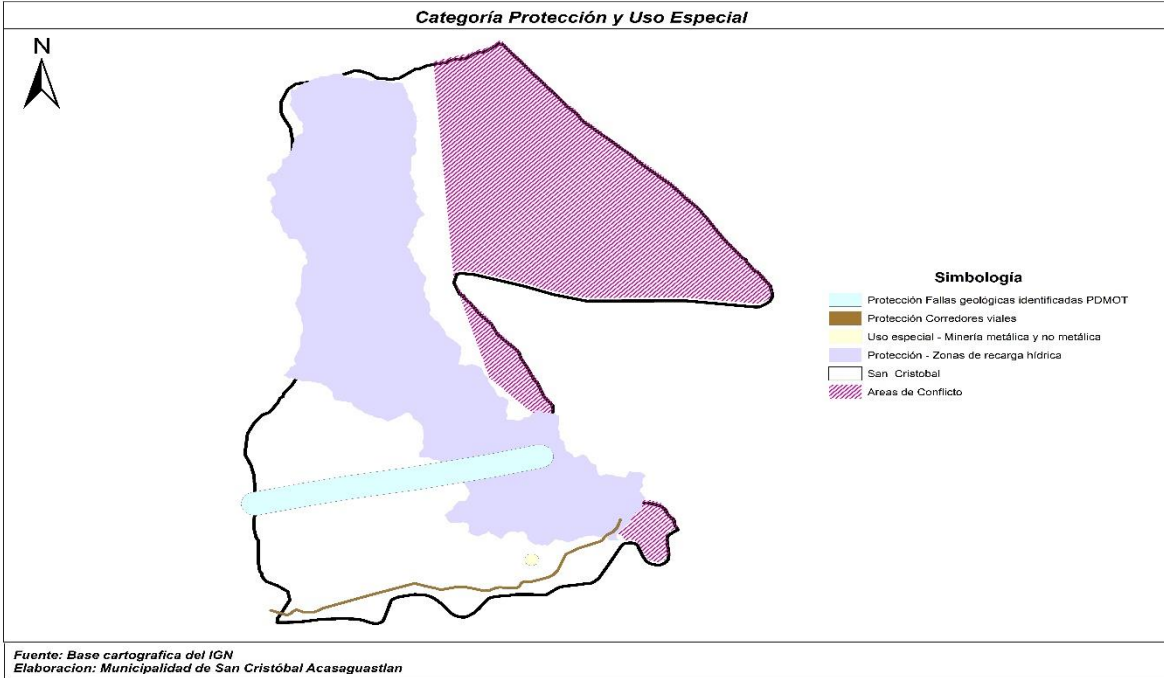 Categoría Protección y Uso Especial
N
Simbología
Protección Fallas geológicas identificadas PDMOT
Protección Corredores viales
Uso especial - Minería metálica y no metálica
Protección - Zonas de recarga hídrica
San Cristobal
Areas de Conflicto
Fuente: Base cartografica del IGN
Elaboracion: Municipalidad de San Cristóbal Acasaguastlan